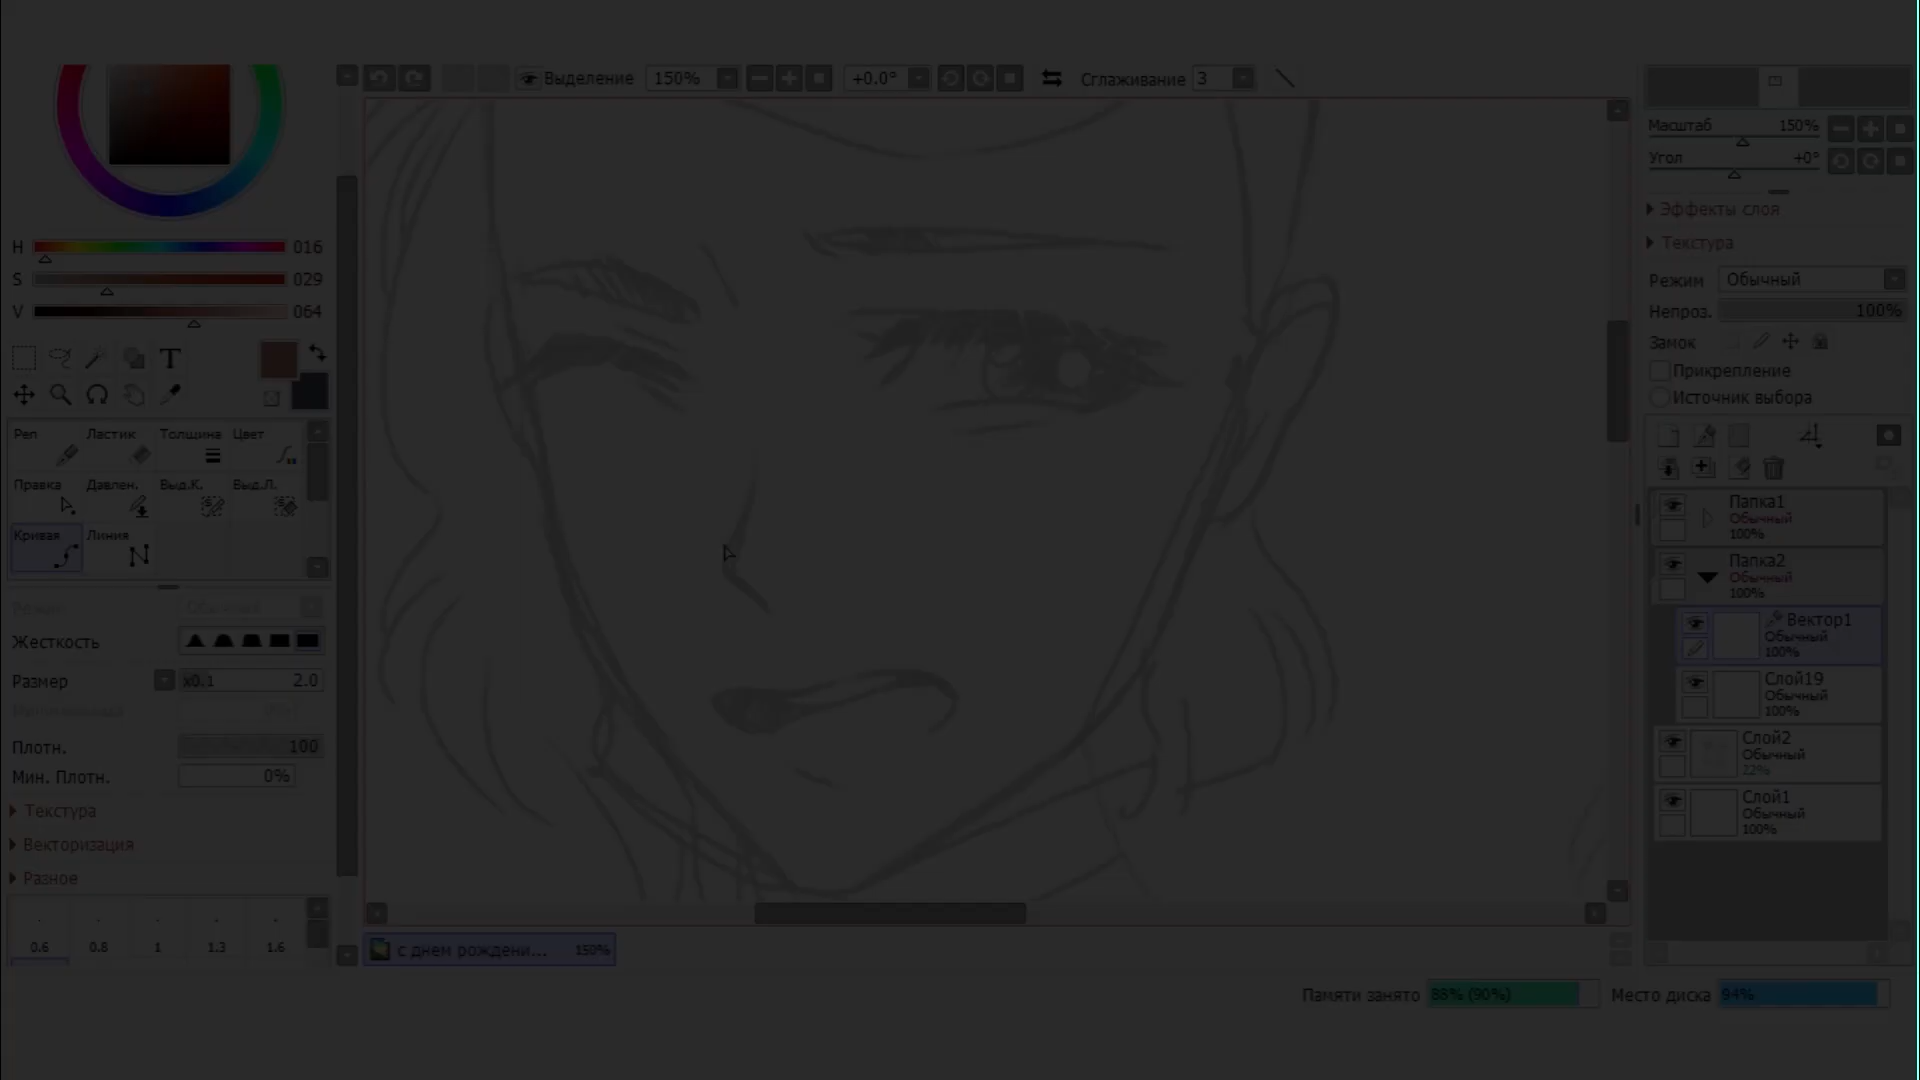 Выделение 150% +0.0° Сглаживание 3
H 016
S 029
V 064
T
Реп Ластик Толщина Цвет
Правка Давлен. Выд.К. Выд.Л.
Кривая Линия
Режим Обычный
Жесткость
Размер x0.1 2.0
Плотн. 100
Мин. Плотн. 0%
Текстура
Векторизация
Разное
0.6 0.8 1 1.3 1.6
с днем рождени... 150%
Масштаб 150%
Угол +0°
Эффекты слоя
Текстура
Режим Обычный
Непроз. 100%
Замок
Прикрепление
Источник выбора
Папка1
Обычный
100%
Папка2
Обычный
100%
Вектор1
Обычный
100%
Слой19
Обычный
100%
Слой2
Обычный
22%
Слой1
Обычный
100%
Памяти занято 88% (90%) Место диска 94%